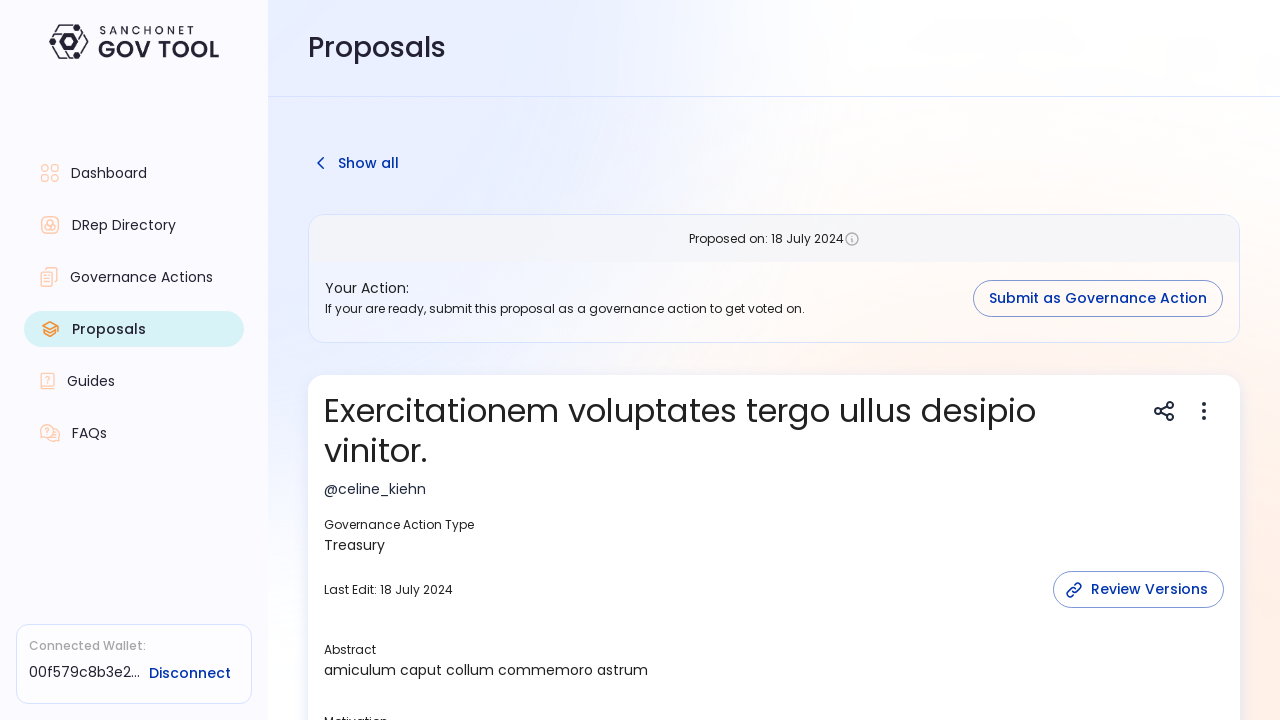 SANCHONET
GOV TOOL
Dashboard
DRep Directory
Governance Actions
Proposals
Guides
FAQs
Connected Wallet:
00f579c8b3e2...
Disconnect
Proposals
Show all
Proposed on: 18 July 2024
Your Action:
If your are ready, submit this proposal as a governance action to get voted on.
Submit as Governance Action
Exercitationem voluptates tergo ullus desipio
vinitor.
@celine_kiehn
Governance Action Type
Treasury
Last Edit: 18 July 2024
Review Versions
Abstract
amiculum caput collum commemoro astrum
Motivation